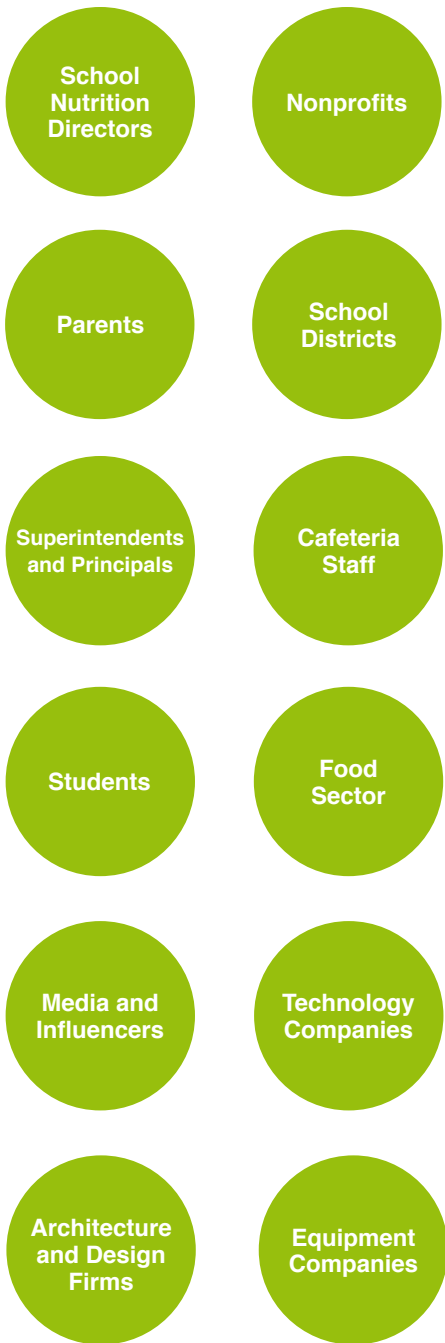 School
Nutrition
Directors
Nonprofits
Parents
School
Districts
Superintendents
and Principals
Cafeteria
Staff
Students
Food
Sector
Media and
Influencers
Technology
Companies
Architecture
and Design
Firms
Equipment
Companies